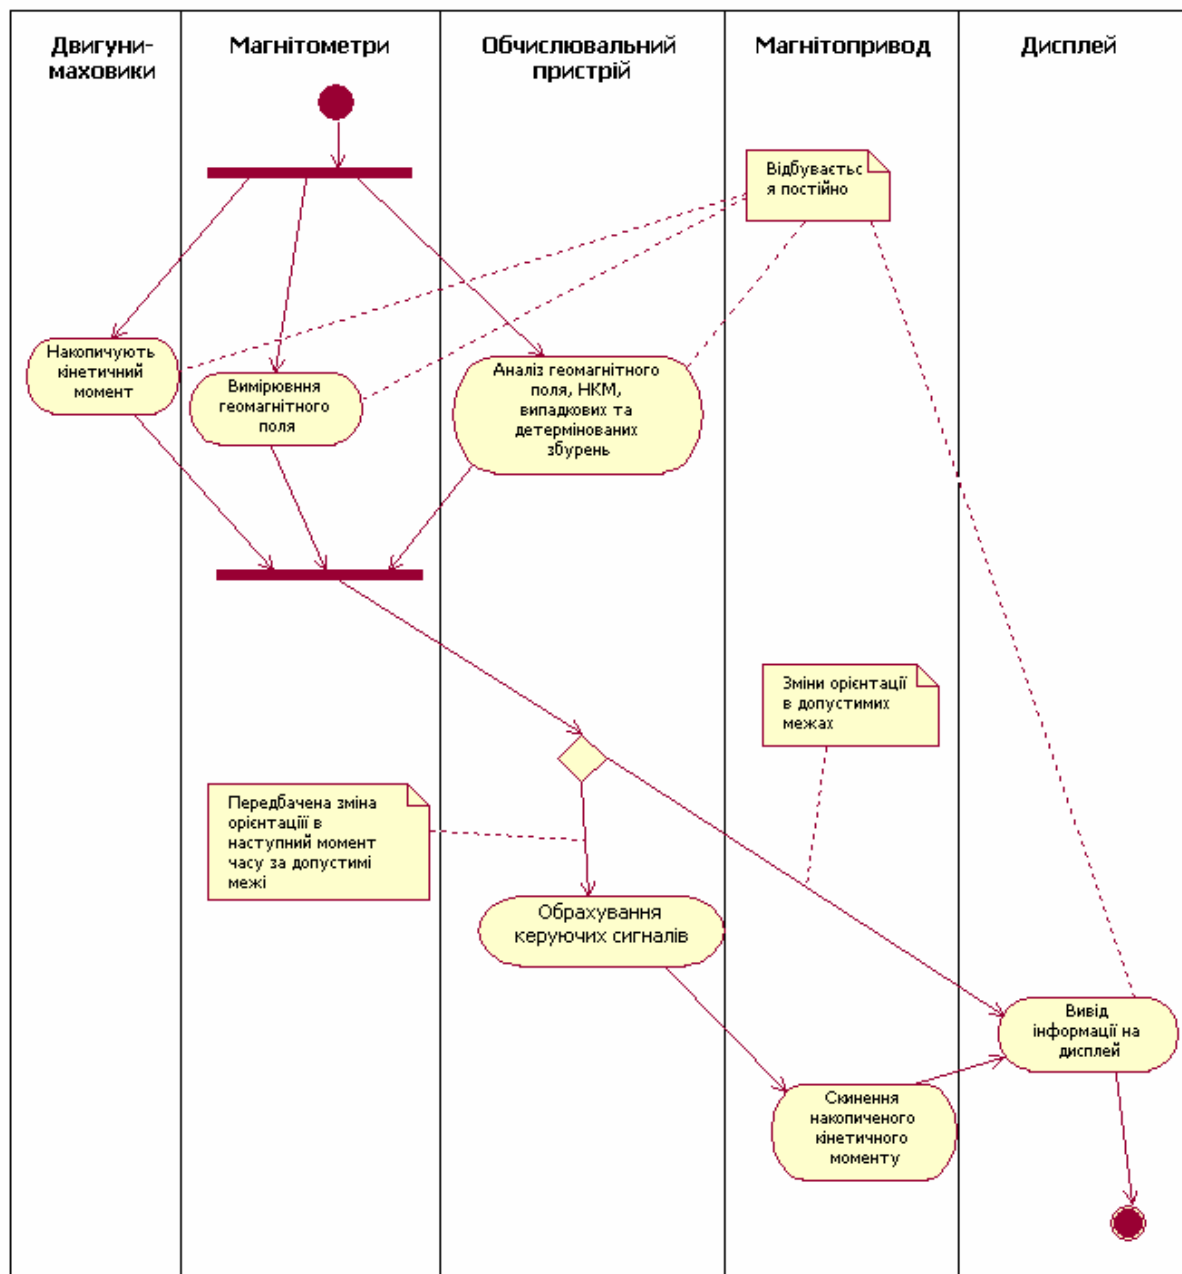 Двигуни-
маховики
Магнітометри
Обчислювальний
пристрій
Магнітопривод
Дисплей
Відбуваєтьс
я постійно
Накопичують
кінетичний
момент
Вимірювння
геомагнітного
поля
Аналіз геомагнітного
поля, НКМ,
випадкових та
детермінованих
збурень
Зміни орієнтації
в допустимих
межах
Передбачена зміна
орієнтаціїї в
наступний момент
часу за допустимі
межі
Обрахування
керуючих сигналів
Вивід
інформації на
дисплей
Скинення
накопиченого
кінетичного
моменту